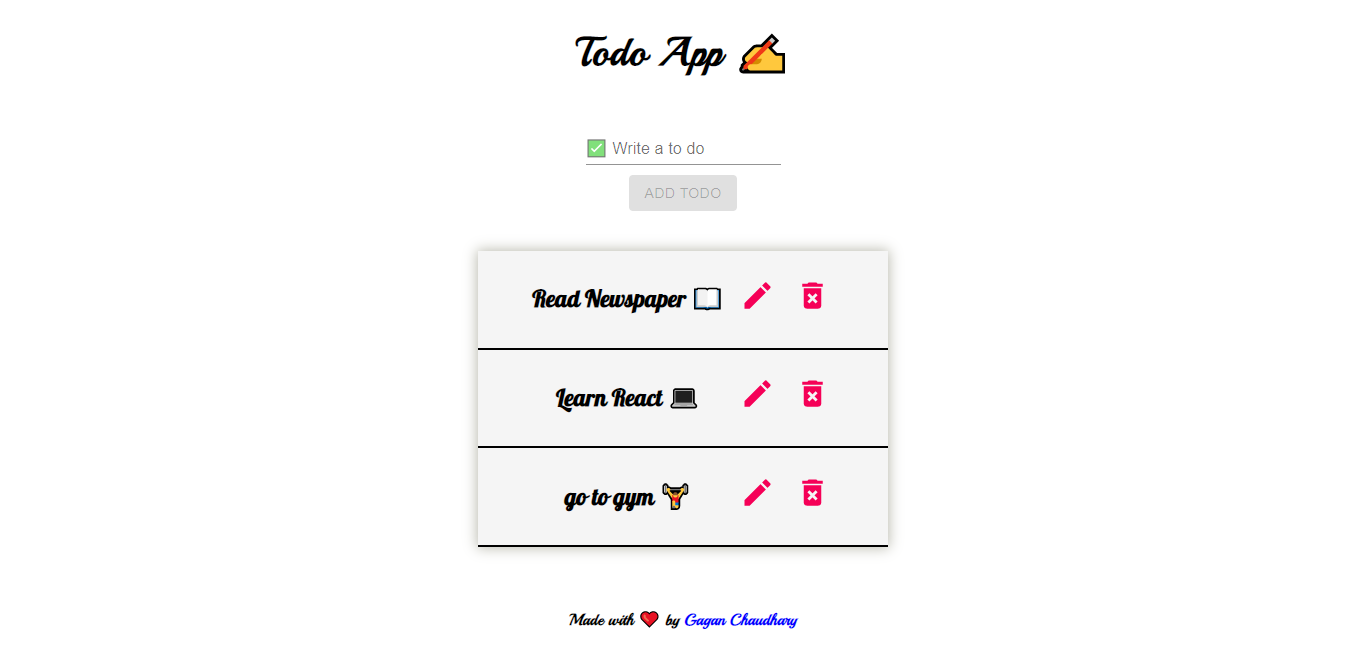 Todo App ✍️
✅ Write a to do
ADD TODO
Read Newspaper 📖
Learn React 💻
go to gym 🏋️
Made with ❤️ by Gagan Chaudhary